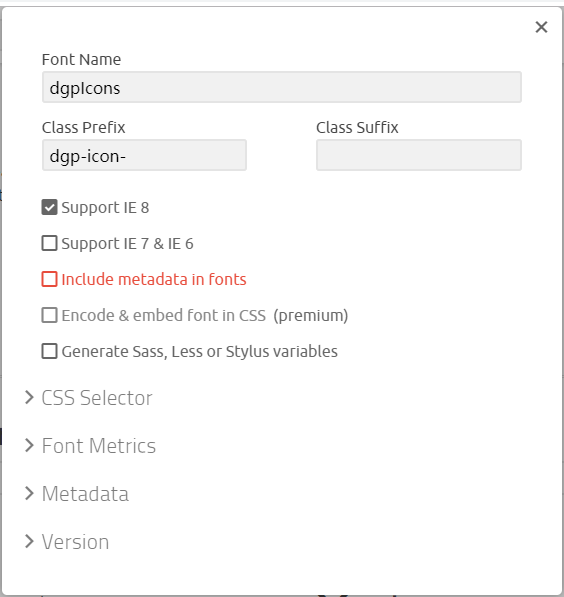 Font Name
dgpIcons
Class Prefix
Class Suffix
dgp-icon-
Support IE 8
Support IE 7 & IE 6
Include metadata in fonts
Encode & embed font in CSS (premium)
Generate Sass, Less or Stylus variables
CSS Selector
Font Metrics
Metadata
Version